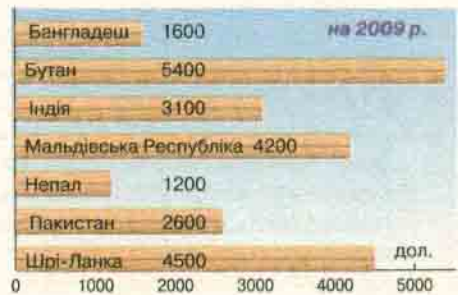 на 2009 р.
Бангладеш 1600
Бутан 5400
Індія 3100
Мальдівська Республіка 4200
Непал 1200
Пакистан 2600
Шрі-Ланка 4500
дол.
0 1000 2000 3000 4000 5000